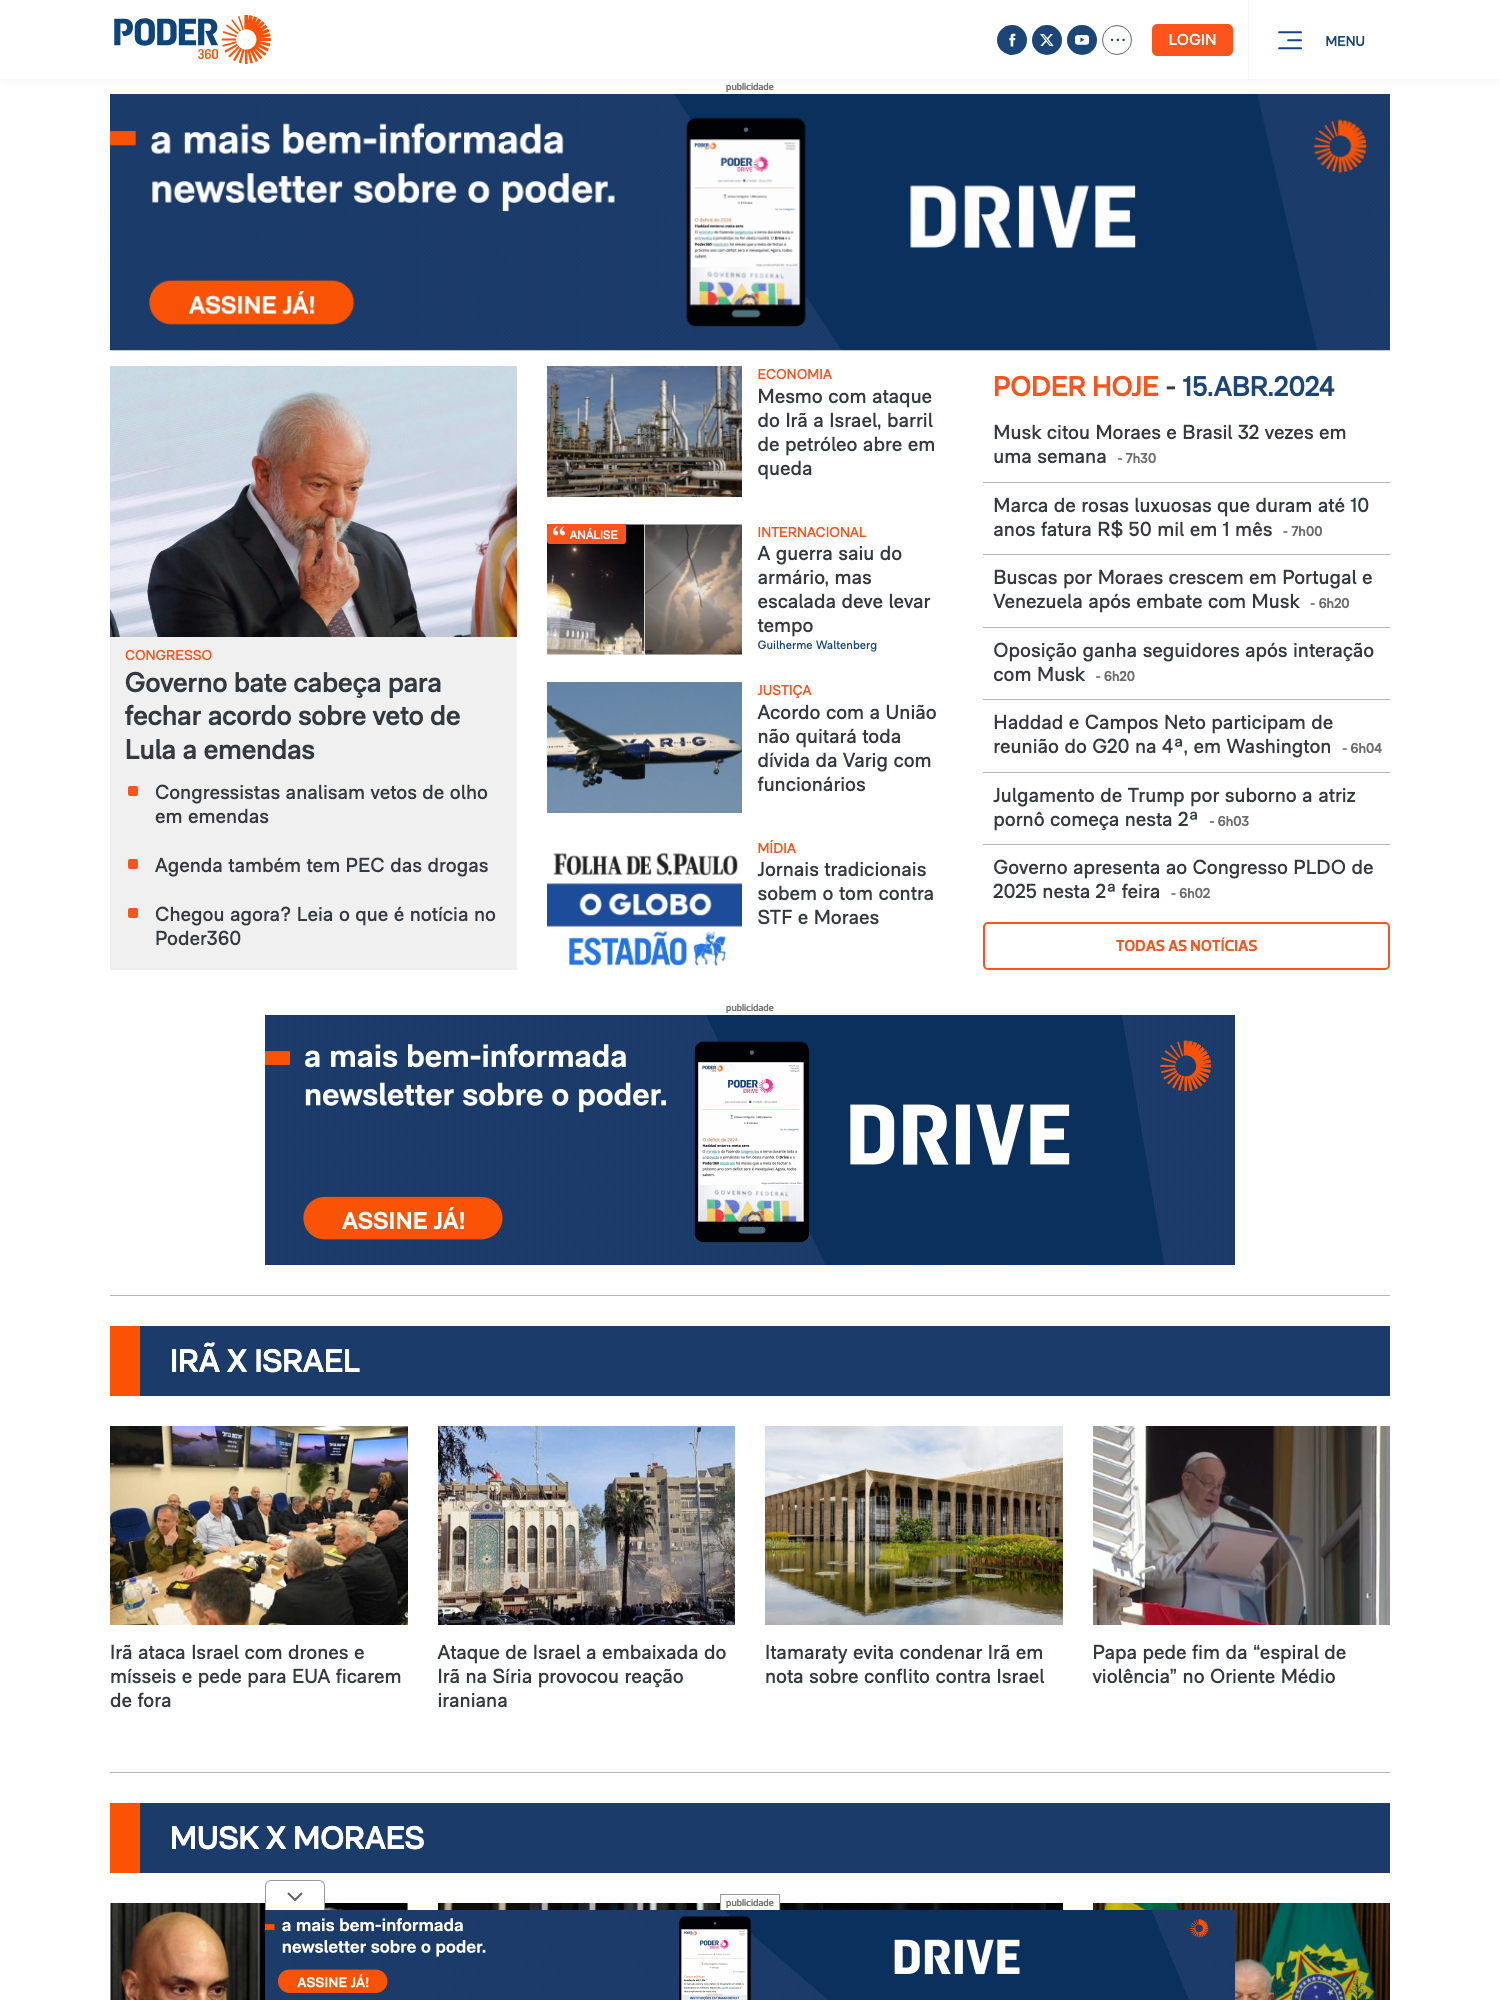 PODER
360
LOGIN
MENU
publicidade
a mais bem-informada
newsletter sobre o poder.
ASSINE JÁ!
PODER
DRIVE
GOVERNO FEDERAL
BRASIL
DRIVE
CONGRESSO
Governo bate cabeça para
fechar acordo sobre veto de
Lula a emendas
Congressistas analisam vetos de olho
em emendas
Agenda também tem PEC das drogas
Chegou agora? Leia o que é notícia no
Poder360
ECONOMIA
Mesmo com ataque
do Irã a Israel, barril
de petróleo abre em
queda
“ ANÁLISE
INTERNACIONAL
A guerra saiu do
armário, mas
escalada deve levar
tempo
Guilherme Waltenberg
VARIG
JUSTIÇA
Acordo com a União
não quitará toda
dívida da Varig com
funcionários
FOLHA DE S.PAULO
O GLOBO
ESTADÃO
MÍDIA
Jornais tradicionais
sobem o tom contra
STF e Moraes
PODER HOJE - 15.ABR.2024
Musk citou Moraes e Brasil 32 vezes em
uma semana - 7h30
Marca de rosas luxuosas que duram até 10
anos fatura R$ 50 mil em 1 mês - 7h00
Buscas por Moraes crescem em Portugal e
Venezuela após embate com Musk - 6h20
Oposição ganha seguidores após interação
com Musk - 6h20
Haddad e Campos Neto participam de
reunião do G20 na 4ª, em Washington - 6h04
Julgamento de Trump por suborno a atriz
pornô começa nesta 2ª - 6h03
Governo apresenta ao Congresso PLDO de
2025 nesta 2ª feira - 6h02
TODAS AS NOTÍCIAS
publicidade
a mais bem-informada
newsletter sobre o poder.
ASSINE JÁ!
PODER
DRIVE
GOVERNO FEDERAL
BRASIL
DRIVE
IRÃ X ISRAEL
Irã ataca Israel com drones e
mísseis e pede para EUA ficarem
de fora
Ataque de Israel a embaixada do
Irã na Síria provocou reação
iraniana
Itamaraty evita condenar Irã em
nota sobre conflito contra Israel
Papa pede fim da “espiral de
violência” no Oriente Médio
MUSK X MORAES
publicidade
a mais bem-informada
newsletter sobre o poder.
ASSINE JÁ!
PODER
DRIVE
DRIVE